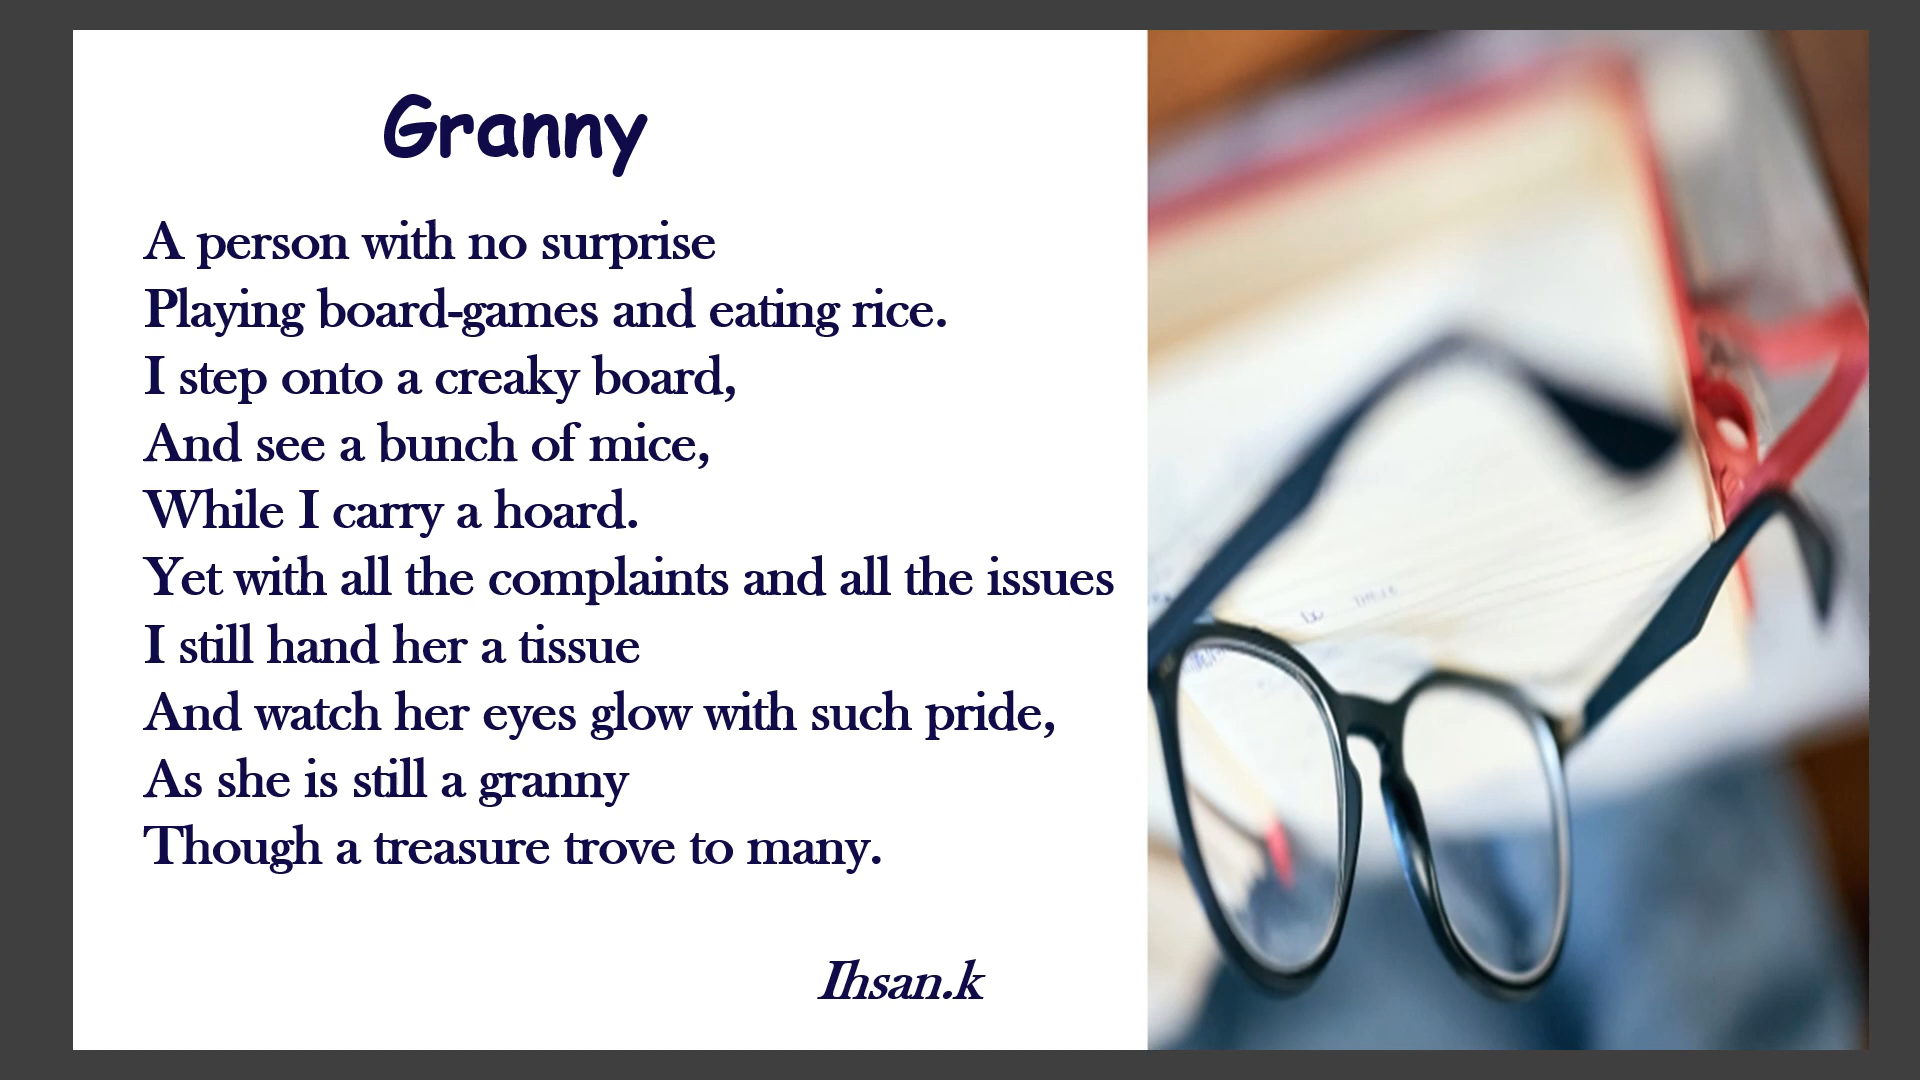 Granny
A person with no surprise
Playing board-games and eating rice.
I step onto a creaky board,
And see a bunch of mice,
While I carry a hoard.
Yet with all the complaints and all the issues
I still hand her a tissue
And watch her eyes glow with such pride,
As she is still a granny
Though a treasure trove to many.
Ihsan.k